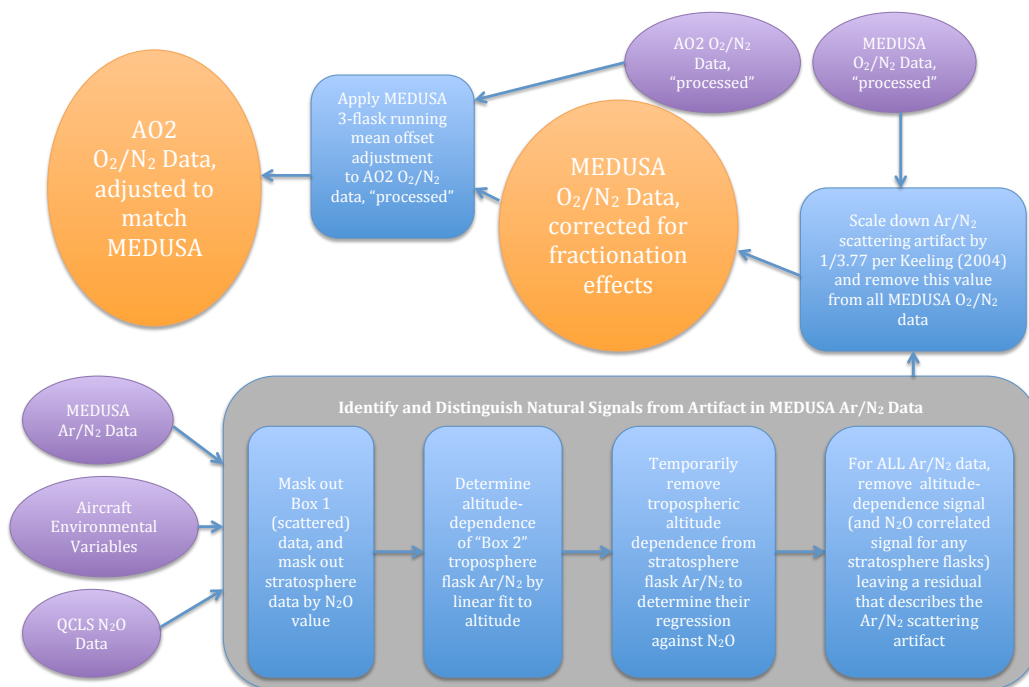 AO2 O₂/N₂
Data,
“processed”
MEDUSA
O₂/N₂ Data,
“processed”
Apply MEDUSA
3-flask running
mean offset
adjustment
to AO2 O₂/N₂
data, “processed”
AO2
O₂/N₂ Data,
adjusted to
match
MEDUSA
MEDUSA
O₂/N₂ Data,
corrected for
fractionation
effects
Scale down Ar/N₂
scattering artifact by
1/3.77 per Keeling (2004)
and remove this value
from all MEDUSA O₂/N₂
data
MEDUSA
Ar/N₂ Data
Aircraft
Environmental
Variables
QCLS N₂O
Data
Identify and Distinguish Natural Signals from Artifact in MEDUSA Ar/N₂ Data
Mask out
Box 1
(scattered)
data, and
mask out
stratosphere
data by N₂O
value
Determine
altitude-
dependence
of “Box 2”
troposphere
flask Ar/N₂ by
linear fit to
altitude
Temporarily
remove
tropospheric
altitude
dependence from
stratosphere
flask Ar/N₂ to
determine their
regression
against N₂O
For ALL Ar/N₂ data,
remove altitude-
dependence signal
(and N₂O correlated
signal for any
stratosphere flasks)
leaving a residual
that describes the
Ar/N₂ scattering
artifact